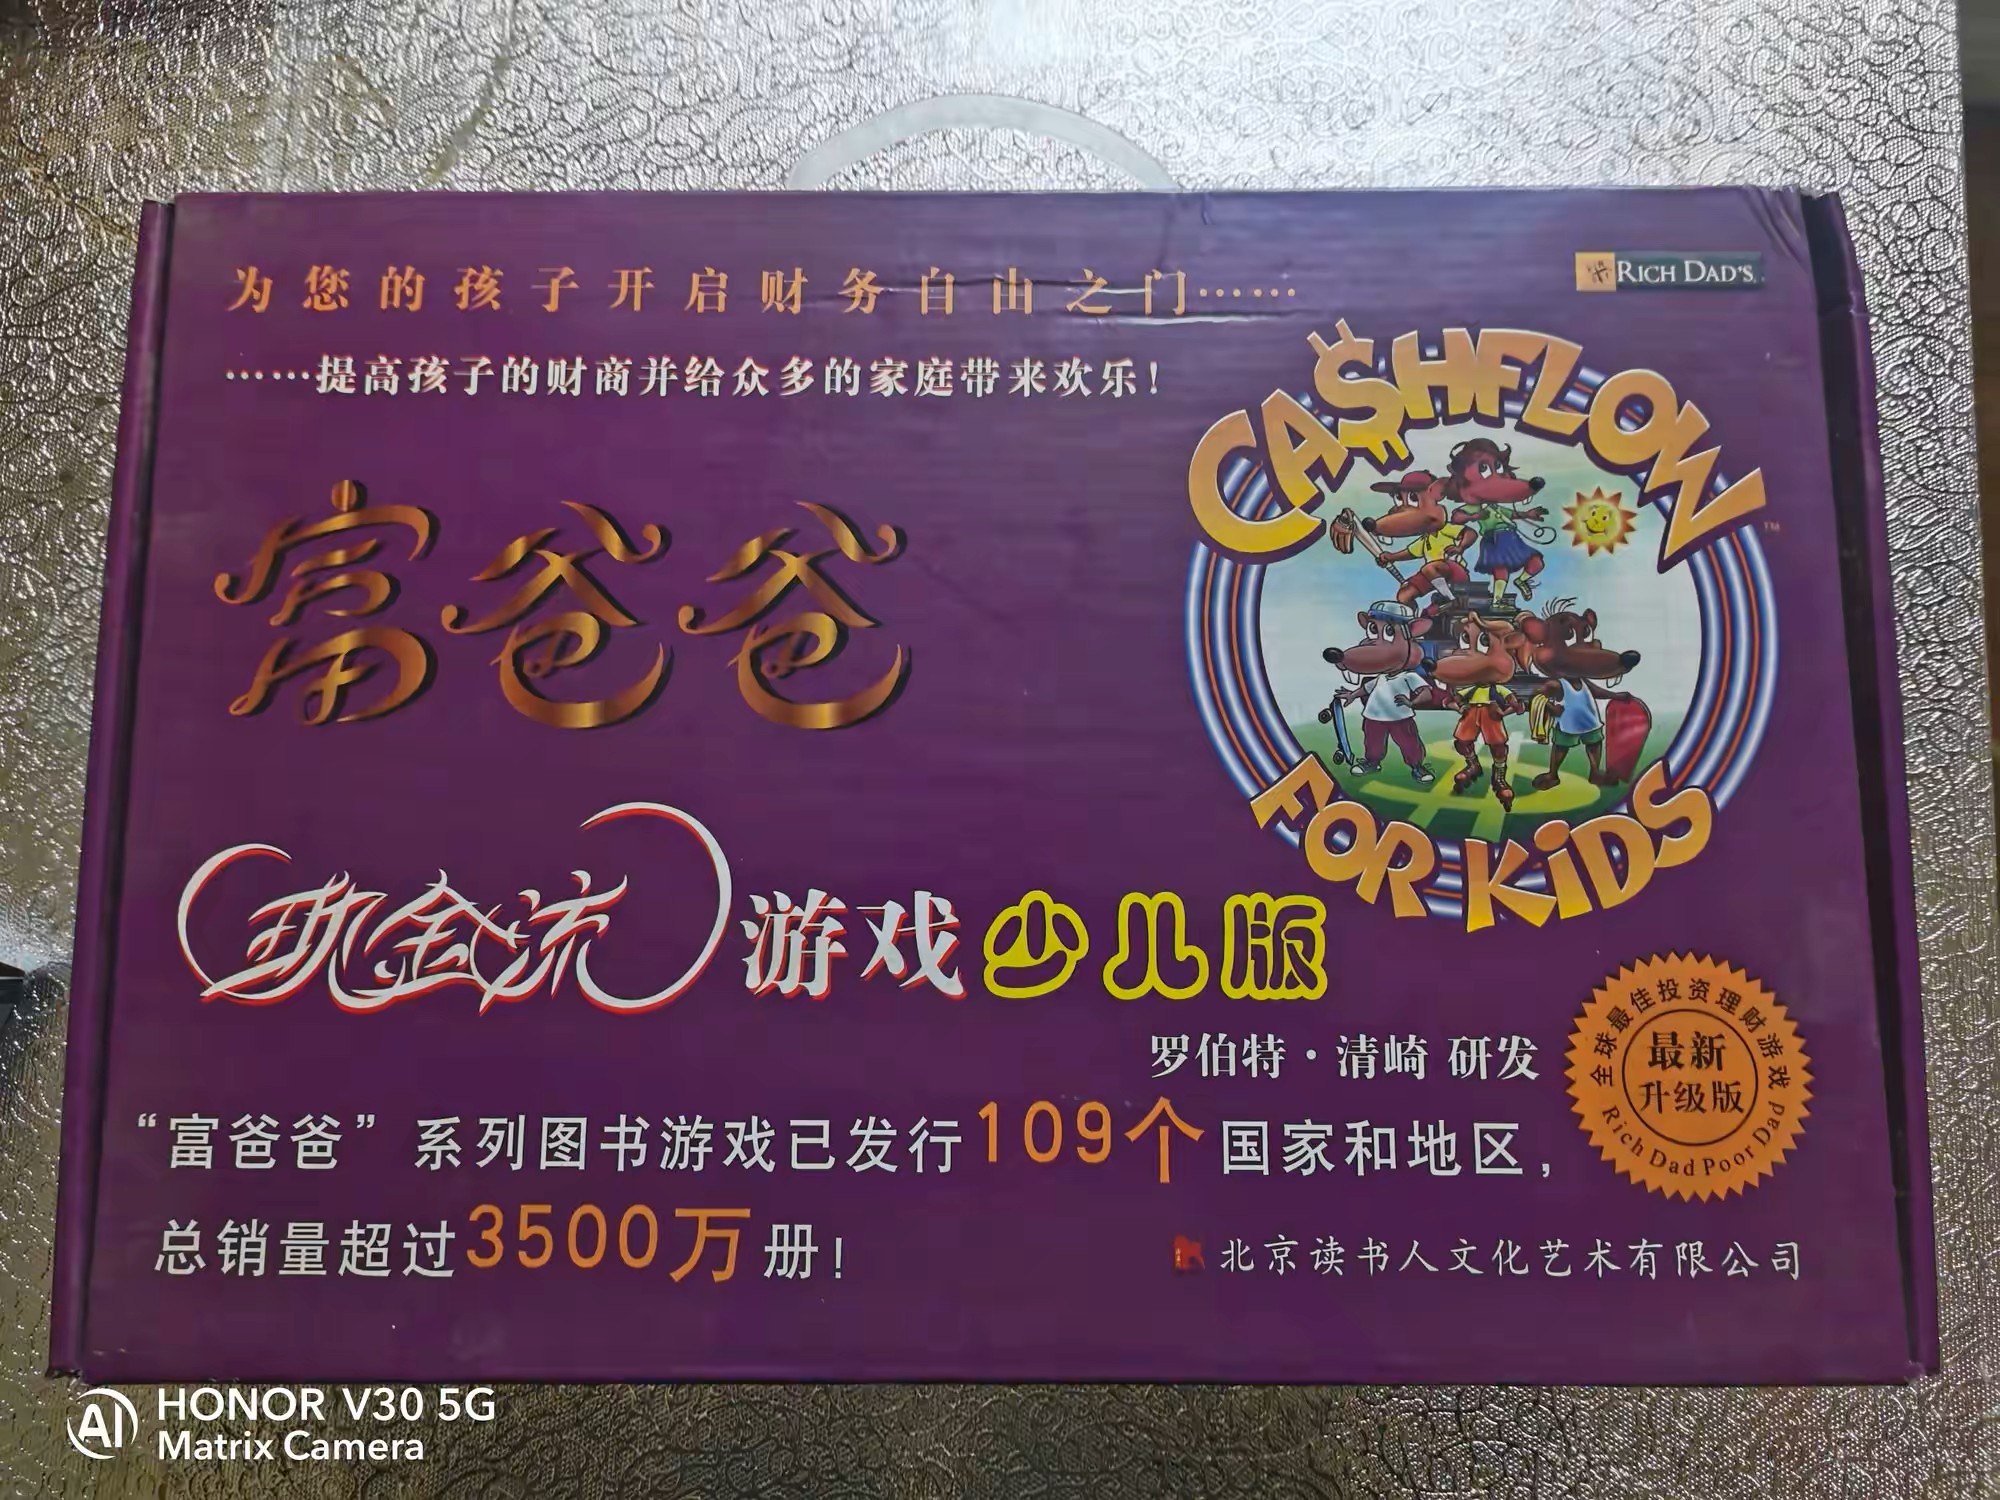 为您的孩子开启财务自由之门……
RICH DAD'S
……提高孩子的财商并给众多的家庭带来欢乐！
CA$HFLOW™
FOR KiDS
富爸爸
现金流游戏少儿版
罗伯特·清崎 研发
全球最佳投资理财游戏
最新
升级版
Rich Dad Poor Dad
“富爸爸”系列图书游戏已发行109个国家和地区，
总销量超过3500万册！
北京读书人文化艺术有限公司
AI HONOR V30 5G
Matrix Camera